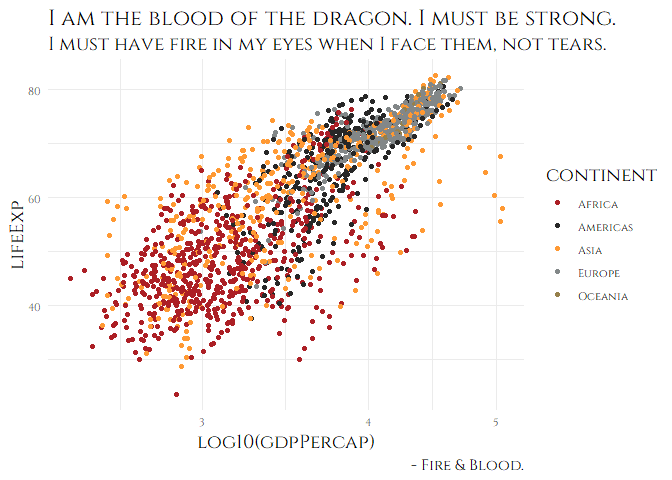 I am the blood of the dragon. I must be strong.
I must have fire in my eyes when I face them, not tears.
80
60
40
lifeExp
3
4
5
log10(gdpPercap)
continent
Africa
Americas
Asia
Europe
Oceania
- Fire & Blood.